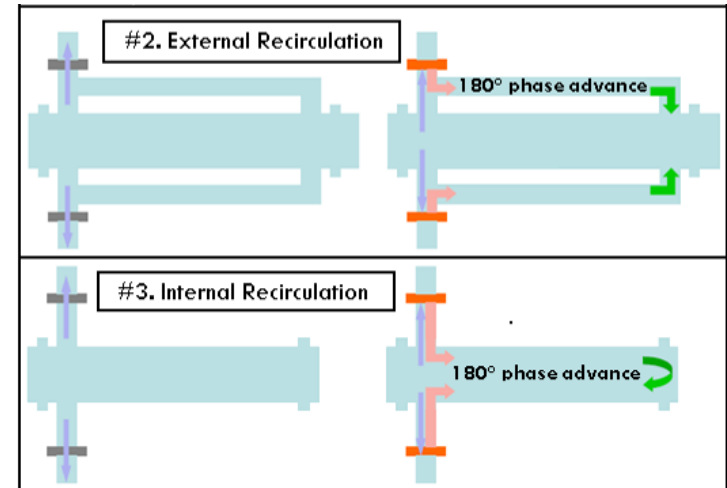 #2. External Recirculation
180° phase advance
#3. Internal Recirculation
180° phase advance